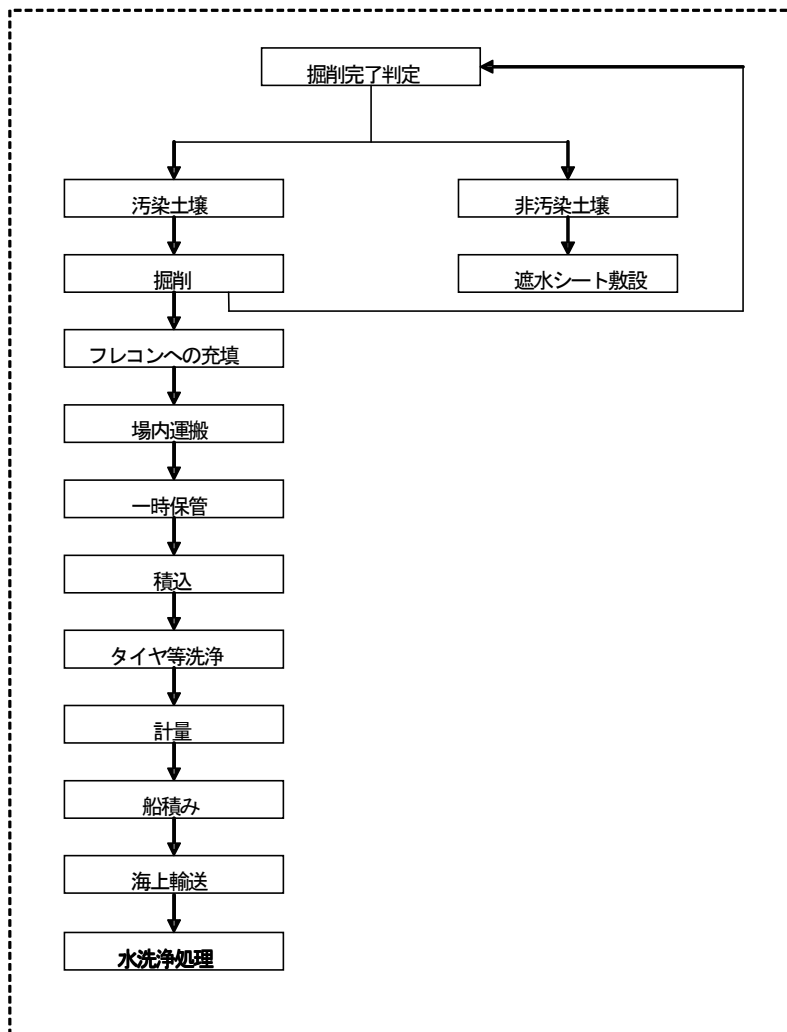 掘削完了判定
汚染土壌
非汚染土壌
掘削
遮水シート敷設
フレコンへの充填
場内運搬
一時保管
積込
タイヤ等洗浄
計量
船積み
海上輸送
水洗浄処理